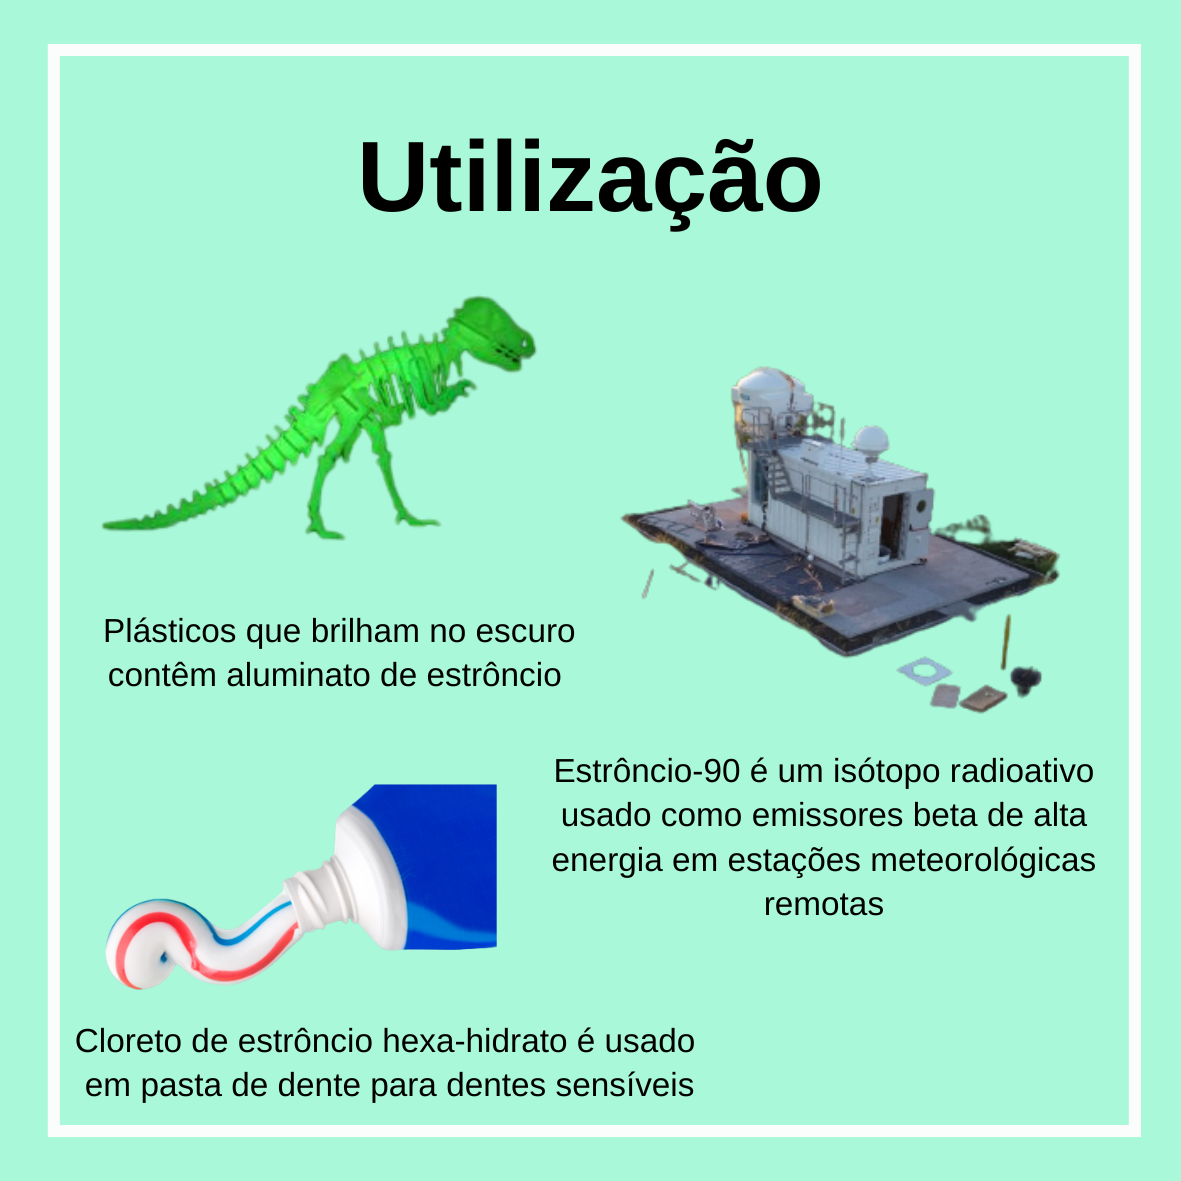 Utilização
Plásticos que brilham no escuro
contêm aluminato de estrôncio
Estrôncio-90 é um isótopo radioativo
usado como emissores beta de alta
energia em estações meteorológicas
remotas
Cloreto de estrôncio hexa-hidrato é usado
em pasta de dente para dentes sensíveis